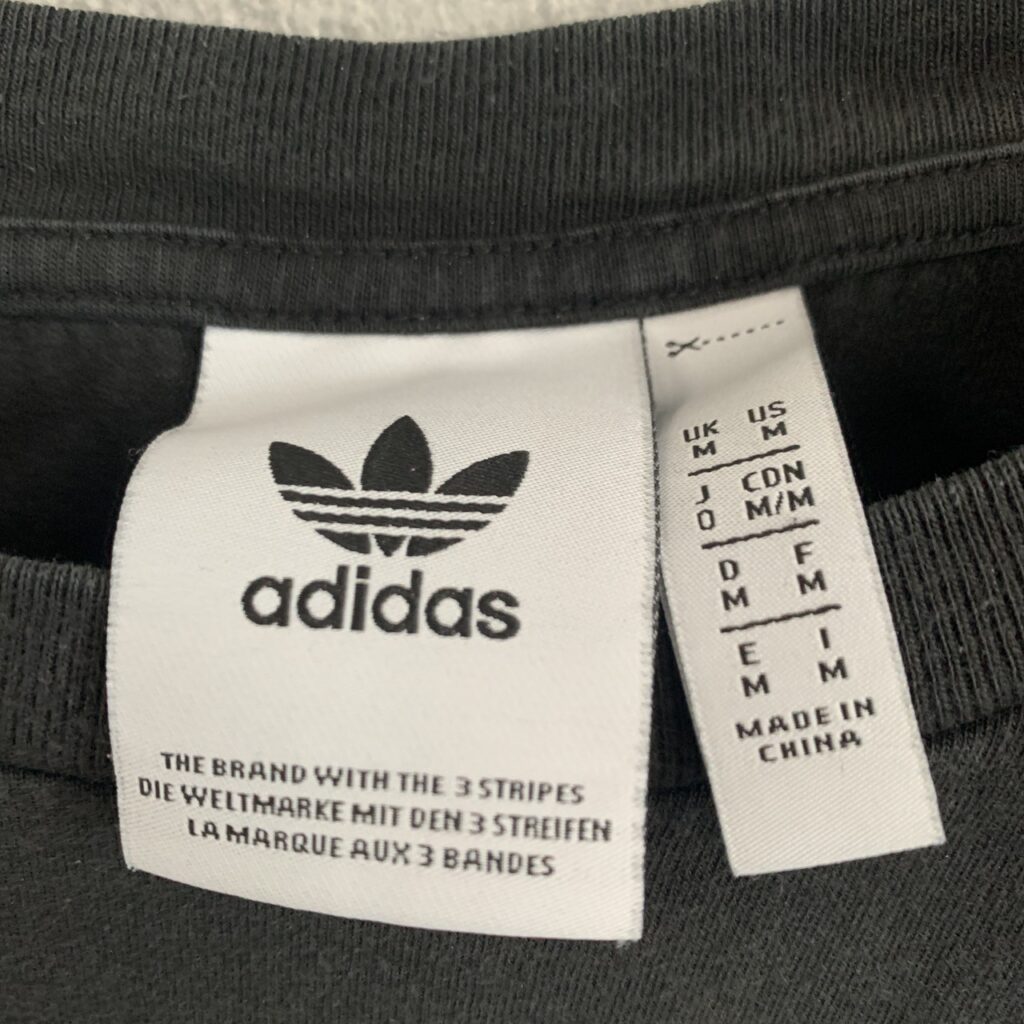 adidas
THE BRAND WITH THE 3 STRIPES
DIE WELTMARKE MIT DEN 3 STREIFEN
LA MARQUE AUX 3 BANDES
UK US
M M
J CDN
O M/M
D F
M M
E I
M M
MADE IN
CHINA